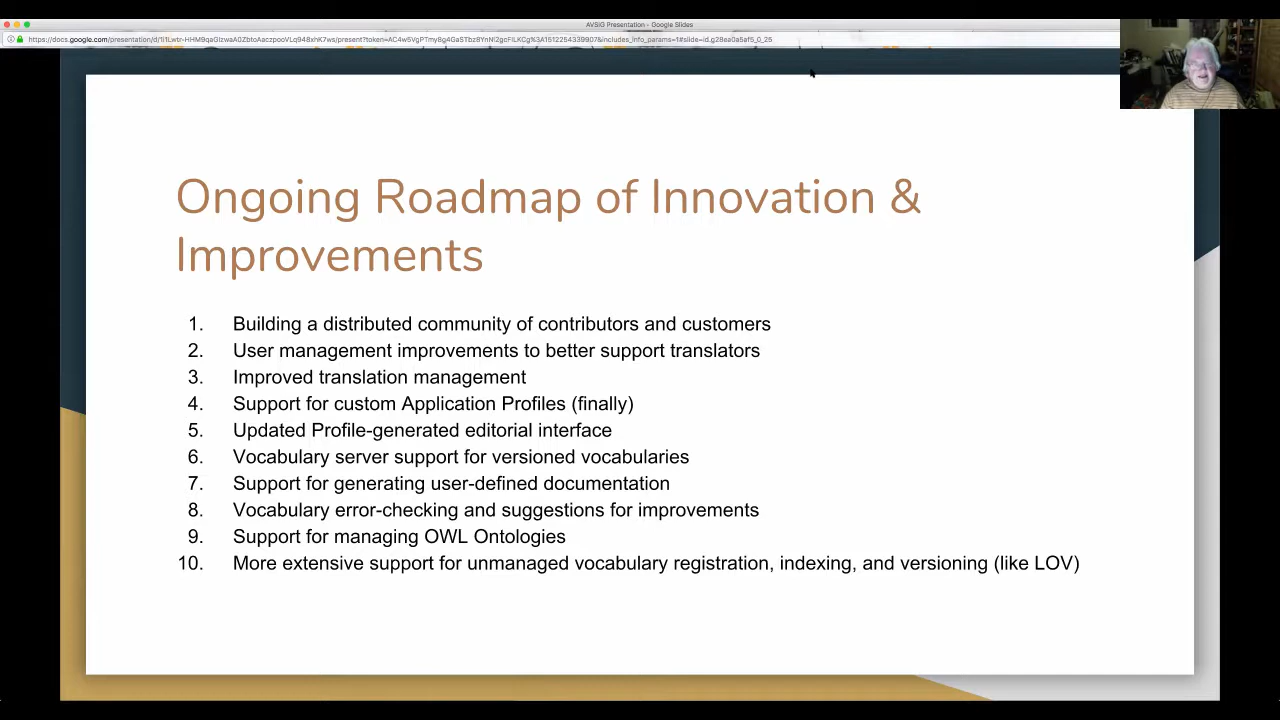 AVSIG Presentation - Google Slides
Ongoing Roadmap of Innovation &
Improvements
1. Building a distributed community of contributors and customers
2. User management improvements to better support translators
3. Improved translation management
4. Support for custom Application Profiles (finally)
5. Updated Profile-generated editorial interface
6. Vocabulary server support for versioned vocabularies
7. Support for generating user-defined documentation
8. Vocabulary error-checking and suggestions for improvements
9. Support for managing OWL Ontologies
10. More extensive support for unmanaged vocabulary registration, indexing, and versioning (like LOV)